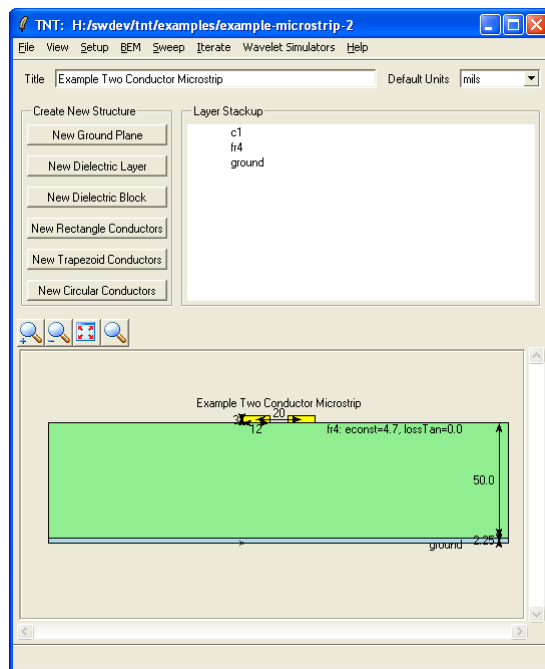 TNT: H:/swdev/tnt/examples/example-microstrip-2
File View Setup BEM Sweep Iterate Wavelet Simulators Help
Title Example Two Conductor Microstrip Default Units mils
Create New Structure
New Ground Plane
New Dielectric Layer
New Dielectric Block
New Rectangle Conductors
New Trapezoid Conductors
New Circular Conductors
Layer Stackup
c1
fr4
ground
Example Two Conductor Microstrip
20
3
12
fr4: econst=4.7, lossTan=0.0
50.0
2.25
ground